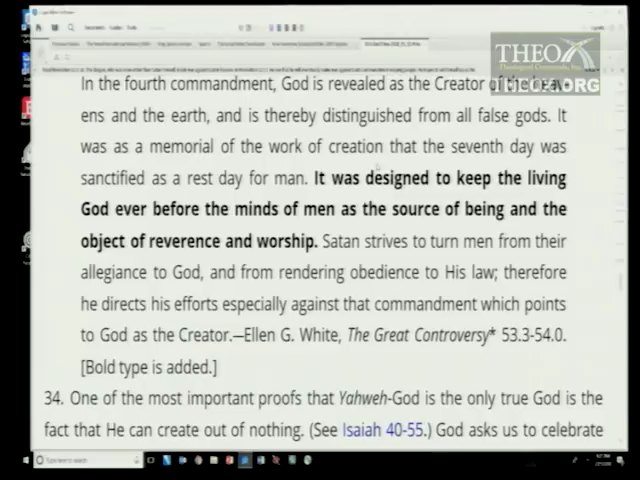 THEO
In the fourth commandment, God is revealed as the Creator of the heav-
ens and the earth, and is thereby distinguished from all false gods. It
was as a memorial of the work of creation that the seventh day was
sanctified as a rest day for man. It was designed to keep the living
God ever before the minds of men as the source of being and the
object of reverence and worship. Satan strives to turn men from their
allegiance to God, and from rendering obedience to His law; therefore
he directs his efforts especially against that commandment which points
to God as the Creator.—Ellen G. White, The Great Controversy* 53.3-54.0.
[Bold type is added.]
34. One of the most important proofs that Yahweh-God is the only true God is the
fact that He can create out of nothing. (See Isaiah 40-55.) God asks us to celebrate
Type here to search